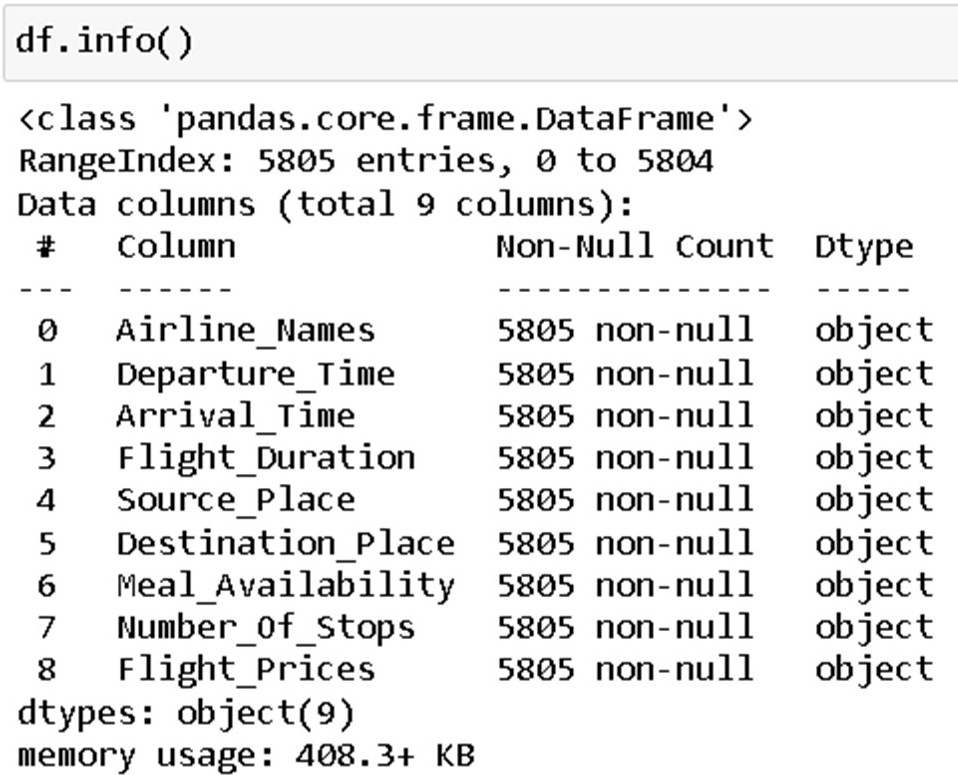 df.info()
<class 'pandas.core.frame.DataFrame'>
RangeIndex: 5805 entries, 0 to 5804
Data columns (total 9 columns):
 #   Column             Non-Null Count  Dtype
---  ------             --------------  -----
 0   Airline_Names      5805 non-null   object
 1   Departure_Time     5805 non-null   object
 2   Arrival_Time       5805 non-null   object
 3   Flight_Duration    5805 non-null   object
 4   Source_Place       5805 non-null   object
 5   Destination_Place  5805 non-null   object
 6   Meal_Availability  5805 non-null   object
 7   Number_Of_Stops    5805 non-null   object
 8   Flight_Prices      5805 non-null   object
dtypes: object(9)
memory usage: 408.3+ KB